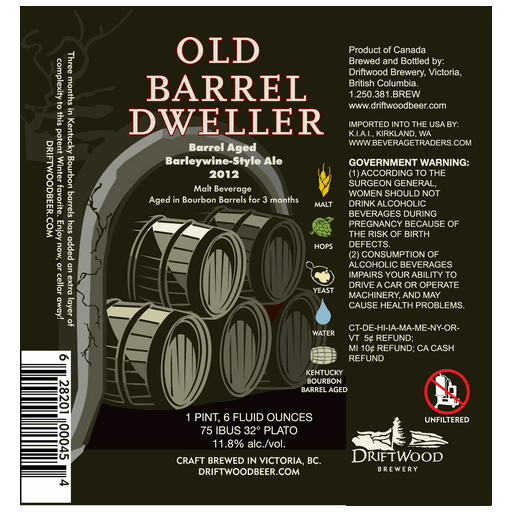 OLD
BARREL
DWELLER
Barrel Aged
Barleywine-Style Ale
2012
Malt Beverage
Aged in Bourbon Barrels for 3 months
MALT
HOPS
YEAST
WATER
KENTUCKY
BOURBON
BARREL AGED
1 PINT, 6 FLUID OUNCES
75 IBUS 32° PLATO
11.8% alc./vol.
CRAFT BREWED IN VICTORIA, BC.
DRIFTWOODBEER.COM
Three months in Kentucky Bourbon barrels has added an extra layer of
complexity to this potent Winter favorite. Enjoy now, or cellar away!
DRIFTWOODBEER.COM
6 28201 00045 4
Product of Canada
Brewed and Bottled by:
Driftwood Brewery, Victoria,
British Columbia.
1.250.381.BREW
www.driftwoodbeer.com
IMPORTED INTO THE USA BY:
K.I.A.I., KIRKLAND, WA
WWW.BEVERAGETRADERS.COM
GOVERNMENT WARNING:
(1) ACCORDING TO THE
SURGEON GENERAL,
WOMEN SHOULD NOT
DRINK ALCOHOLIC
BEVERAGES DURING
PREGNANCY BECAUSE OF
THE RISK OF BIRTH
DEFECTS.
(2) CONSUMPTION OF
ALCOHOLIC BEVERAGES
IMPAIRS YOUR ABILITY TO
DRIVE A CAR OR OPERATE
MACHINERY, AND MAY
CAUSE HEALTH PROBLEMS.
CT-DE-HI-IA-MA-ME-NY-OR-
VT 5¢ REFUND;
MI 10¢ REFUND; CA CASH
REFUND
UNFILTERED
DRIFTWOOD
BREWERY